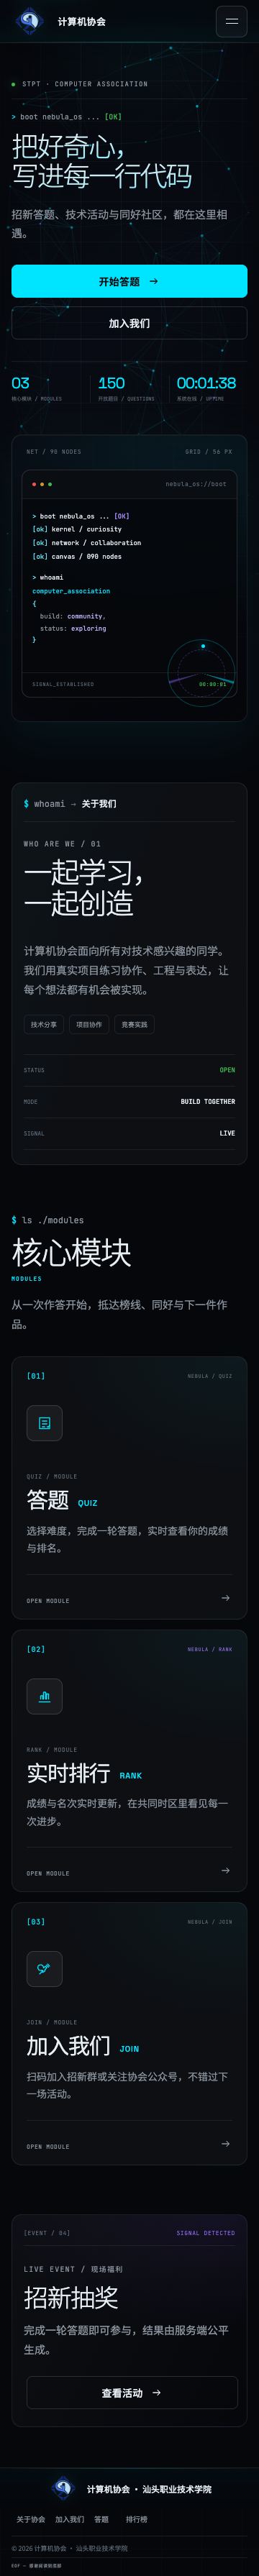 计算机协会
STPT · COMPUTER ASSOCIATION
> boot nebula_os ... [OK]
把好奇心，
写进每一行代码
招新答题、技术活动与同好社区，都在这里相
遇。
开始答题 →
加入我们
03 150 00:01:38
核心模块 / MODULES 开放题目 / QUESTIONS 系统在线 / UPTIME
NET / 90 NODES GRID / 56 PX
nebula_os://boot
> boot nebula_os ... [OK]
[ok] kernel / curiosity
[ok] network / collaboration
[ok] canvas / 090 nodes
> whoami
computer_association
{
build: community,
status: exploring
}
SIGNAL_ESTABLISHED 00:00:01
$ whoami → 关于我们
WHO ARE WE / 01
一起学习，
一起创造
计算机协会面向所有对技术感兴趣的同学。
我们用真实项目练习协作、工程与表达，让
每个想法都有机会被实现。
技术分享 项目协作 竞赛实践
STATUS OPEN
MODE BUILD TOGETHER
SIGNAL LIVE
$ ls ./modules
核心模块
MODULES
从一次作答开始，抵达榜线、同好与下一件作
品。
[01] NEBULA / QUIZ
QUIZ / MODULE
答题 QUIZ
选择难度，完成一轮答题，实时查看你的成绩
与排名。
OPEN MODULE →
[02] NEBULA / RANK
RANK / MODULE
实时排行 RANK
成绩与名次实时更新，在共同时区里看见每一
次进步。
OPEN MODULE →
[03] NEBULA / JOIN
JOIN / MODULE
加入我们 JOIN
扫码加入招新群或关注协会公众号，不错过下
一场活动。
OPEN MODULE →
[EVENT / 04] SIGNAL DETECTED
LIVE EVENT / 现场福利
招新抽奖
完成一轮答题即可参与，结果由服务端公平
生成。
查看活动 →
计算机协会 · 汕头职业技术学院
关于协会 加入我们 答题 排行榜
© 2026 计算机协会 · 汕头职业技术学院